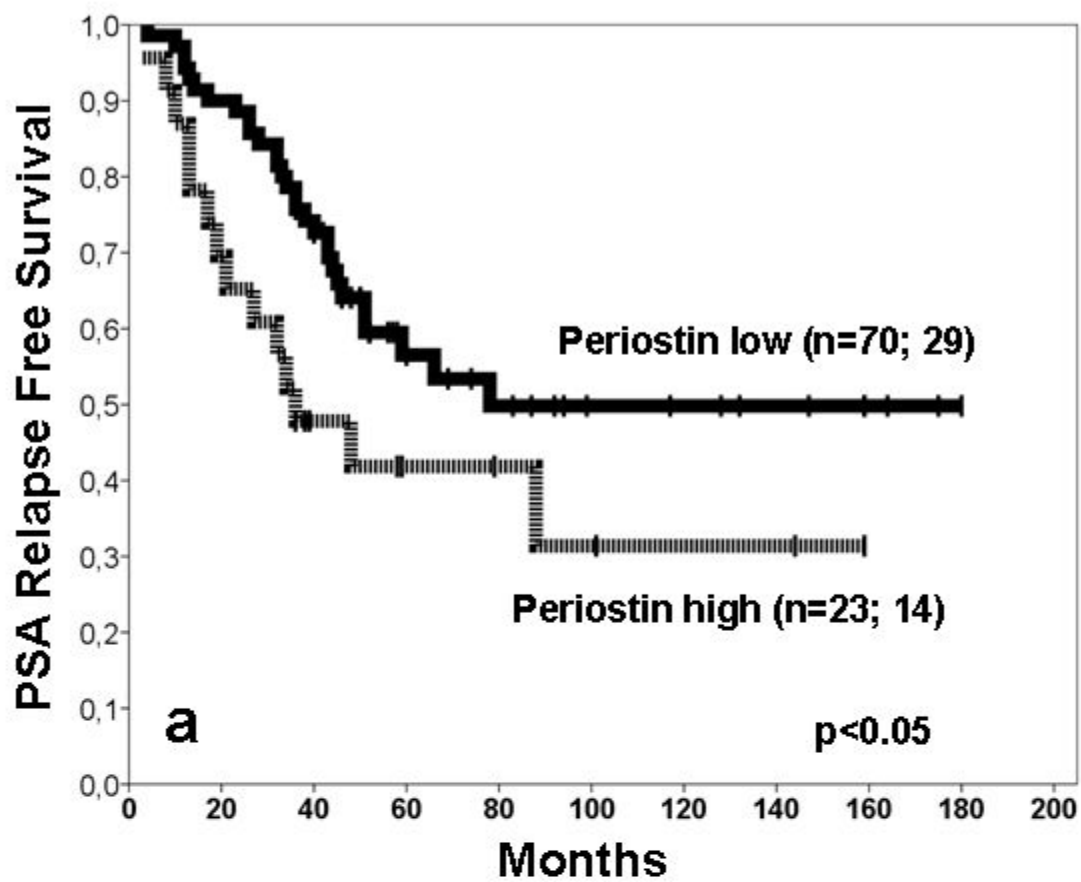 PSA Relapse Free Survival
1,0
0,9
0,8
0,7
0,6
0,5
0,4
0,3
0,2
0,1
0,0
Periostin low (n=70; 29)
Periostin high (n=23; 14)
a
p<0.05
0 20 40 60 80 100 120 140 160 180 200
Months